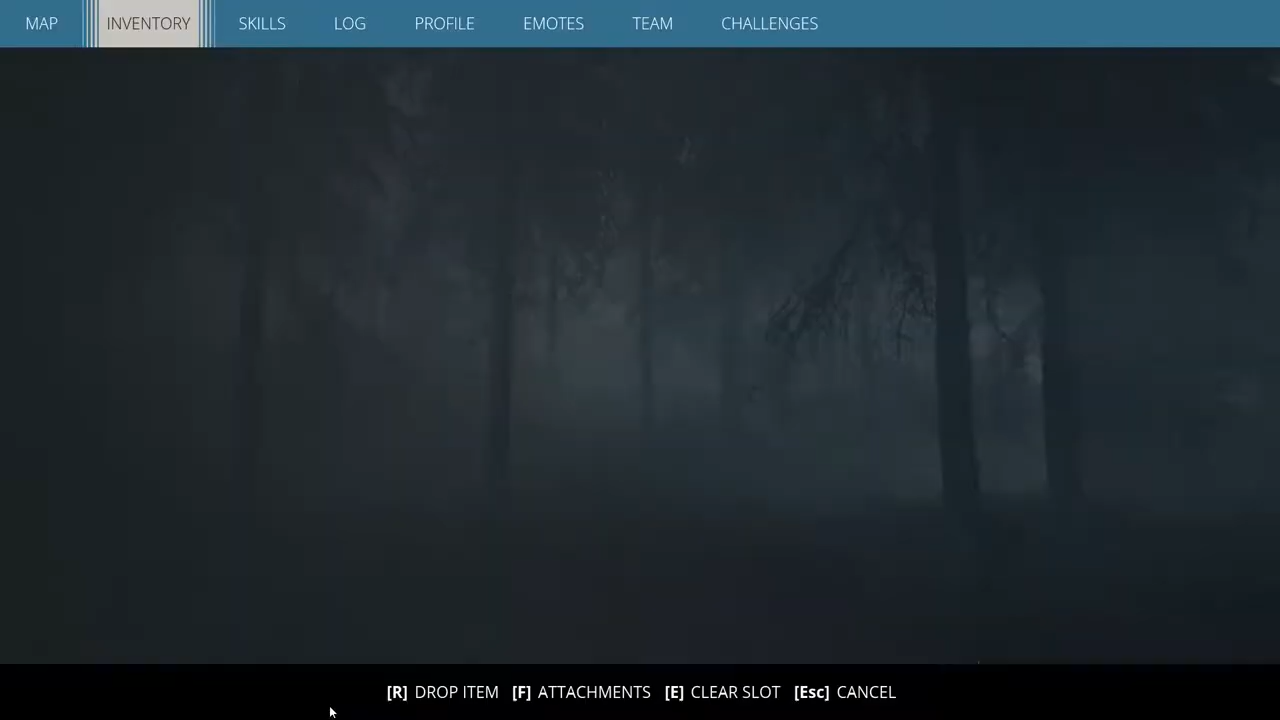 MAP INVENTORY SKILLS LOG PROFILE EMOTES TEAM CHALLENGES
[R] DROP ITEM [F] ATTACHMENTS [E] CLEAR SLOT [Esc] CANCEL